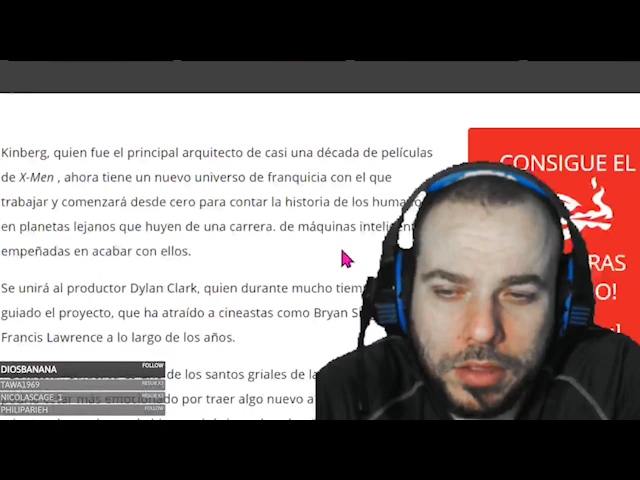 Kinberg, quien fue el principal arquitecto de casi una década de películas
de X-Men , ahora tiene un nuevo universo de franquicia con el que
trabajar y comenzará desde cero para contar la historia de los
en planetas lejanos que huyen de una carrera. de máquinas
empeñadas en acabar con ellos.
Se unirá al productor Dylan Clark, quien durante mucho
guiado el proyecto, que ha atraído a cineastas como Bryan
Francis Lawrence a lo largo de los años.
de los santos griales de
más emocionado por traer algo nuevo a
CONSIGUE EL
DIOSBANANA FOLLOW
TAWA1969 RESUB X3
NICOLASCAGE_1 RESUB X3
PHILIPARIEH FOLLOW